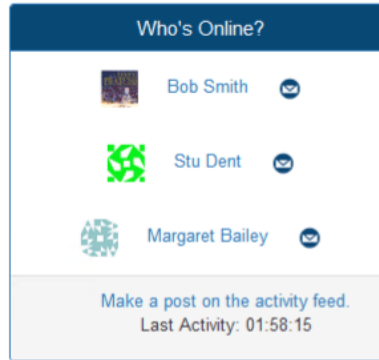 Who's Online?
Bob Smith
Stu Dent
Margaret Bailey
Make a post on the activity feed.
Last Activity: 01:58:15